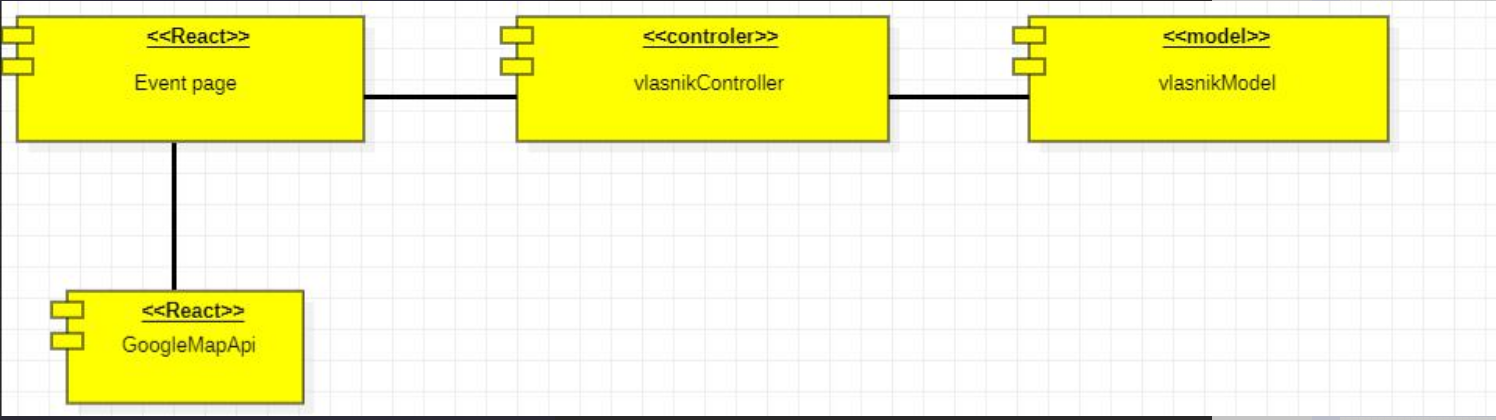 <<React>>
Event page
<<controler>>
vlasnikController
<<model>>
vlasnikModel
<<React>>
GoogleMapApi